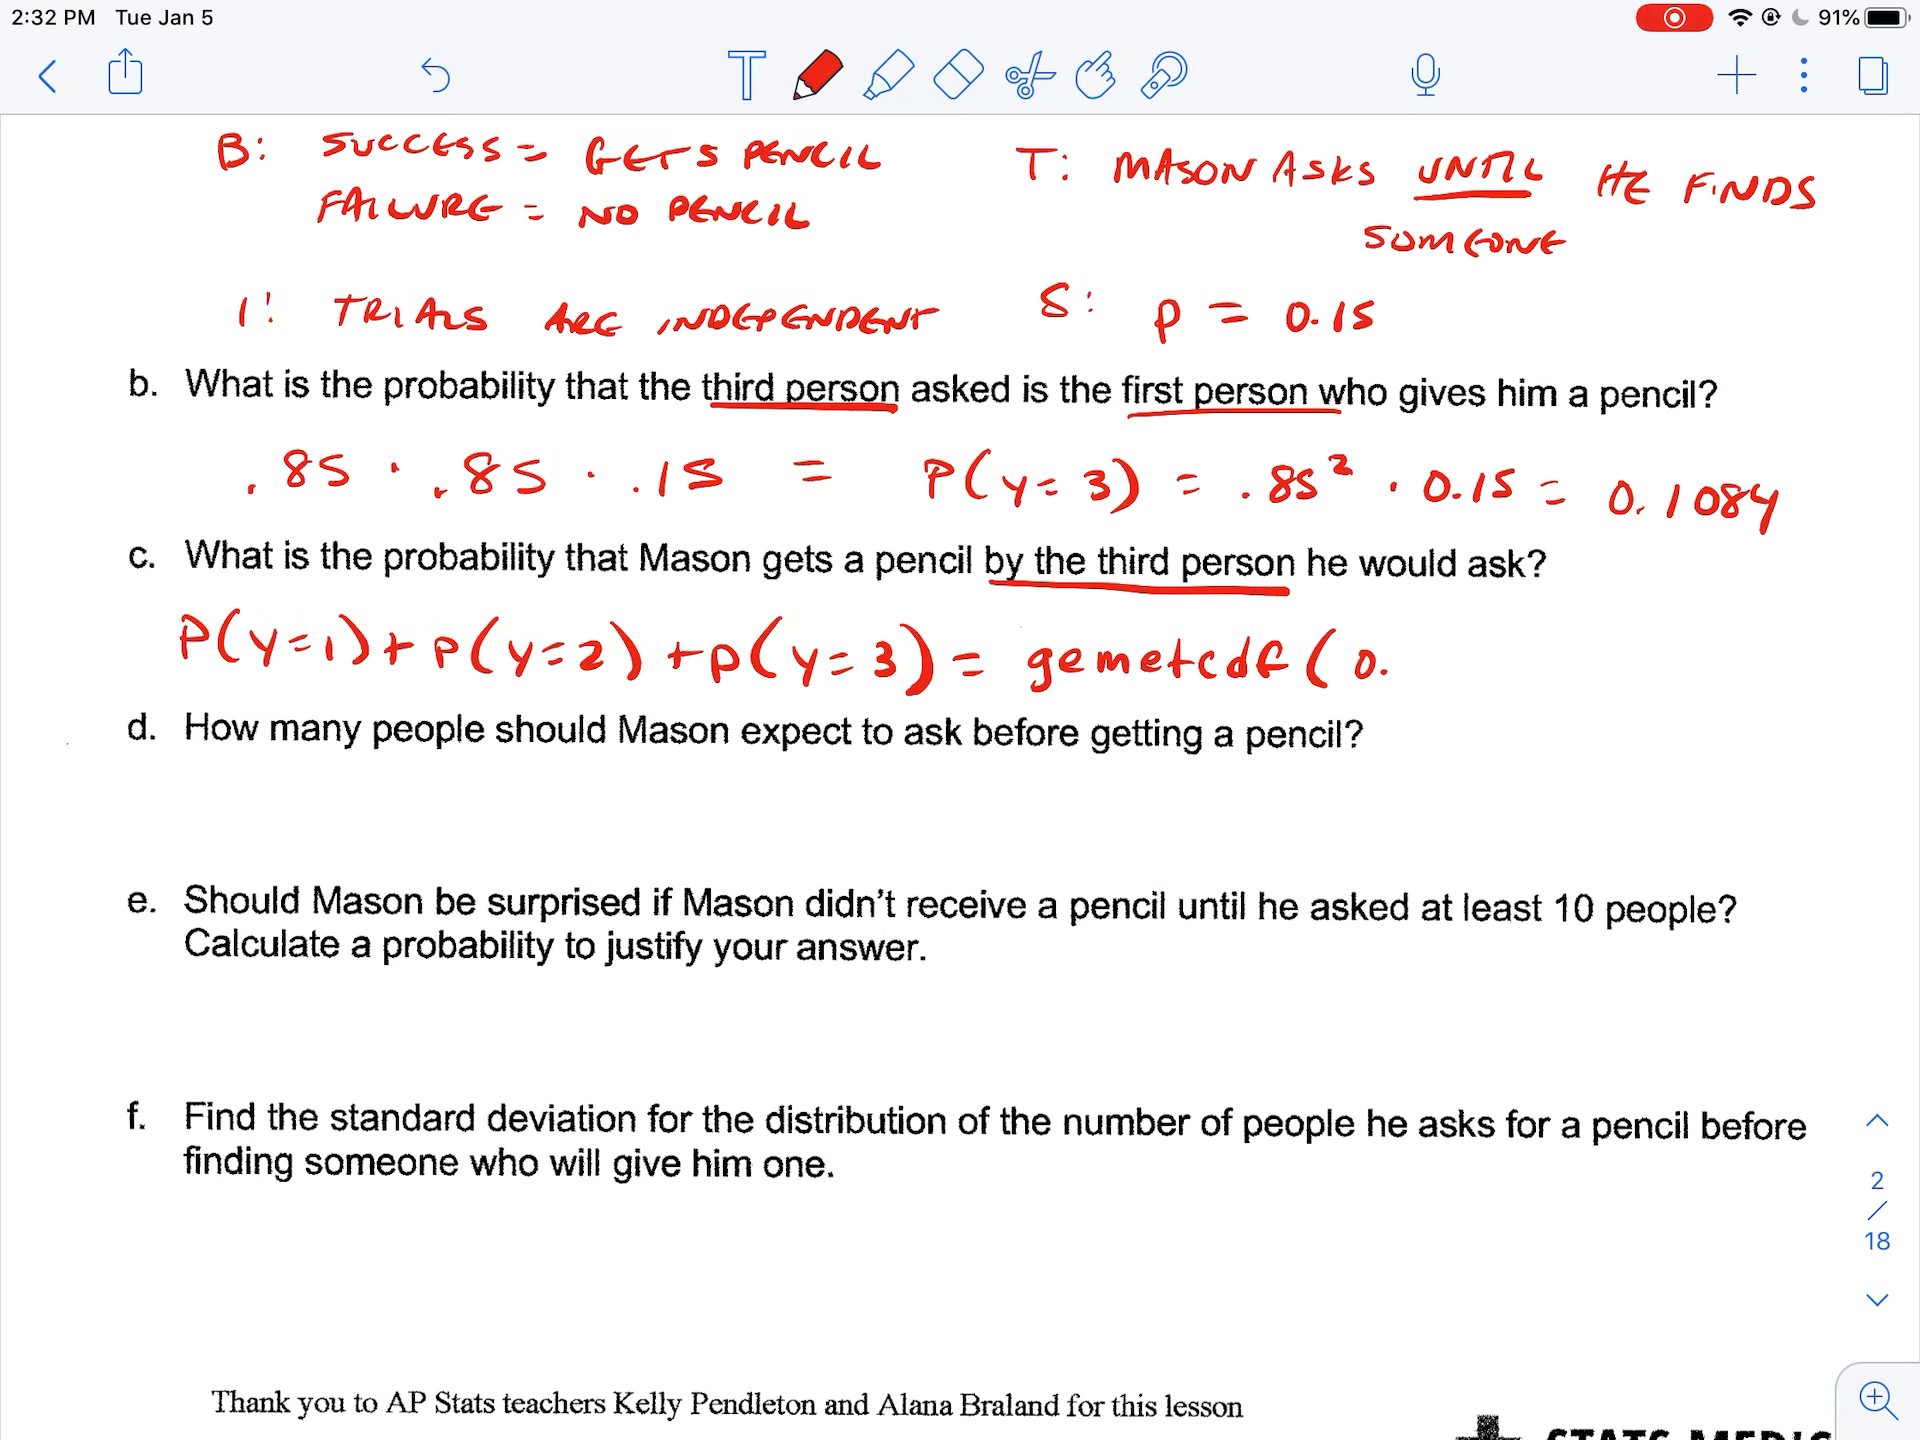 2:32 PM Tue Jan 5
91%
B: SUCCESS = GETS PENCIL
FAILURE = NO PENCIL
T: MASON ASKS UNTIL HE FINDS
SOMEONE
I: TRIALS ARE INDEPENDENT
S: p = 0.15
b. What is the probability that the third person asked is the first person who gives him a pencil?
.85 · .85 · .15 = P(Y=3) = .85² · 0.15 = 0.1084
c. What is the probability that Mason gets a pencil by the third person he would ask?
P(Y=1)+P(Y=2)+P(Y=3) = gemetcdf(0.
d. How many people should Mason expect to ask before getting a pencil?
e. Should Mason be surprised if Mason didn't receive a pencil until he asked at least 10 people?
Calculate a probability to justify your answer.
f. Find the standard deviation for the distribution of the number of people he asks for a pencil before
finding someone who will give him one.
2
/
18
Thank you to AP Stats teachers Kelly Pendleton and Alana Braland for this lesson